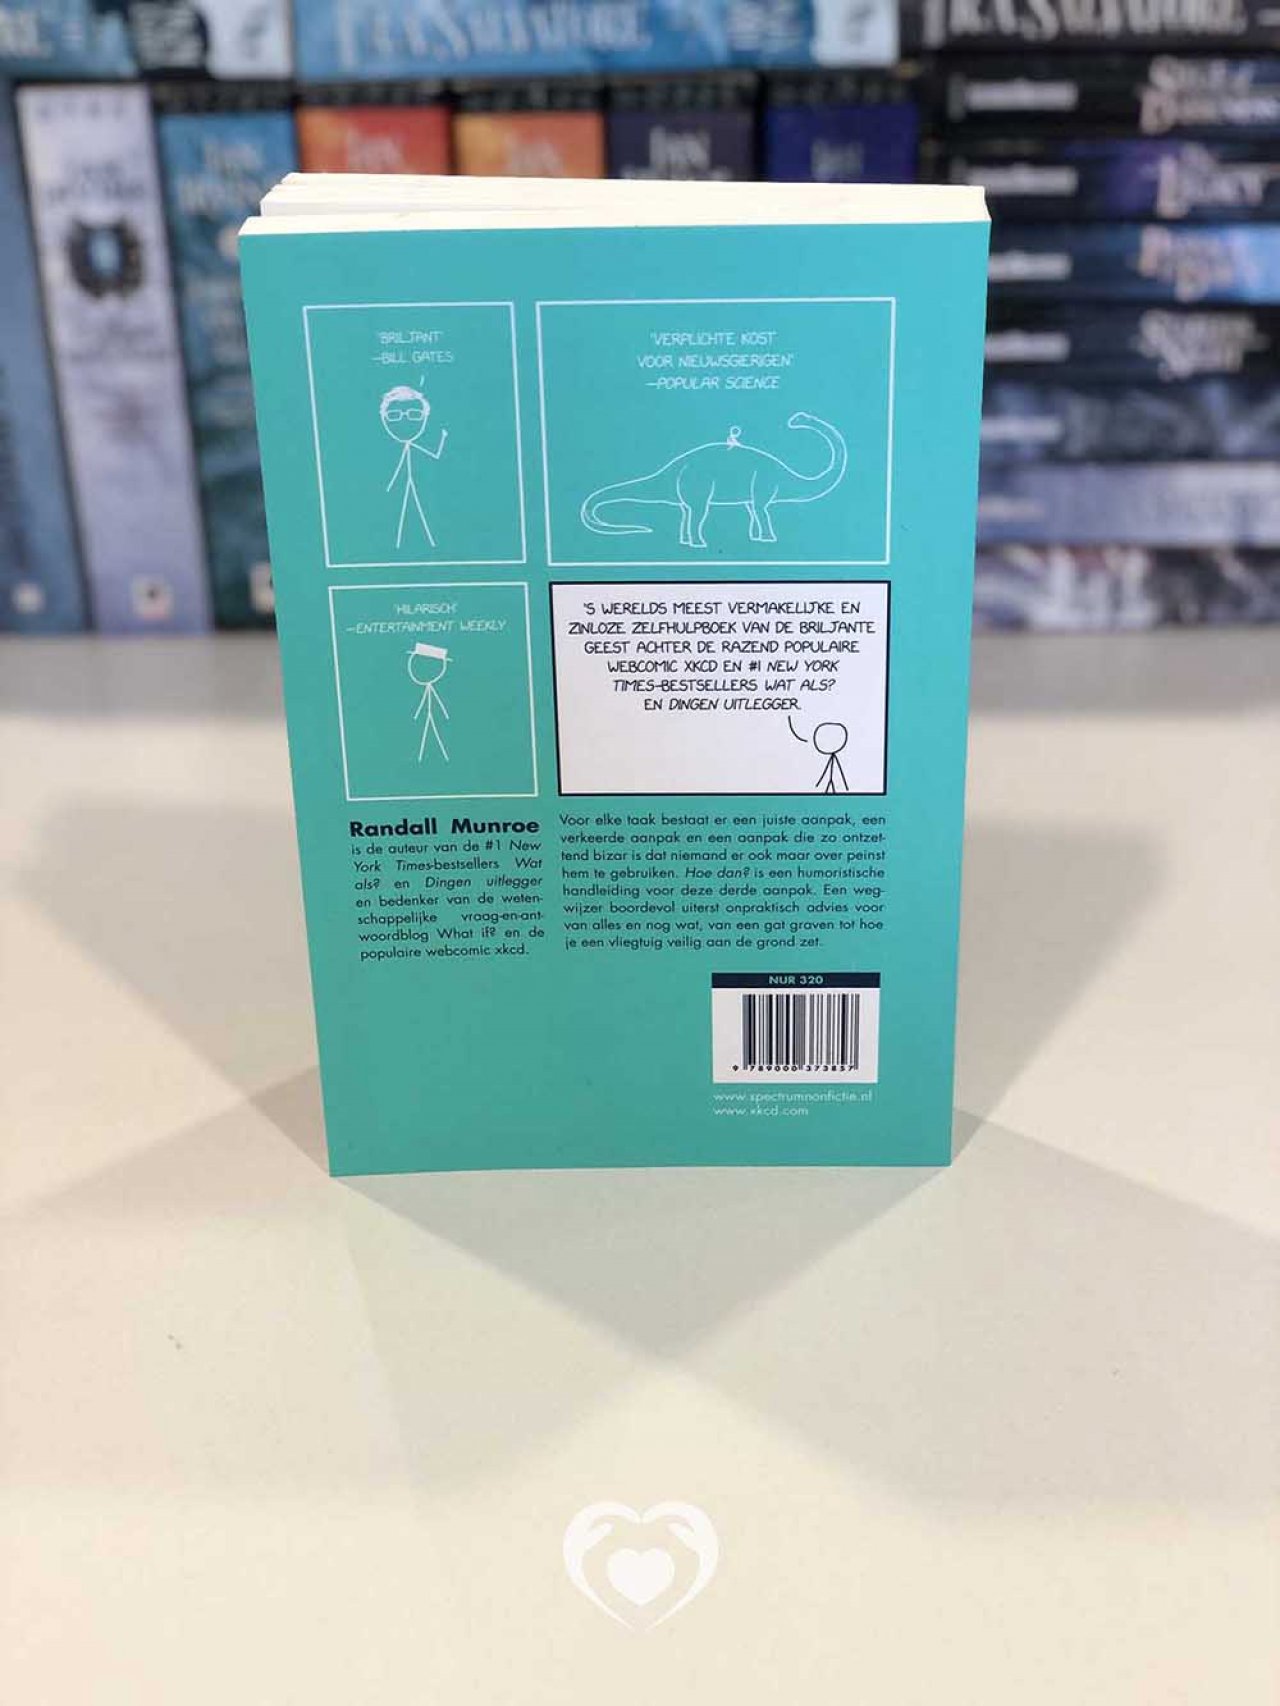 R.A. SALVATORE
'BRILJANT'
—BILL GATES
'VERPLICHTE KOST
VOOR NIEUWSGIERIGEN'
—POPULAR SCIENCE
'HILARISCH'
—ENTERTAINMENT WEEKLY
'S WERELDS MEEST VERMAKELIJKE EN
ZINLOZE ZELFHULPBOEK VAN DE BRILJANTE
GEEST ACHTER DE RAZEND POPULAIRE
WEBCOMIC XKCD EN #1 NEW YORK
TIMES-BESTSELLERS WAT ALS?
EN DINGEN UITLEGGER.
Randall Munroe
is de auteur van de #1 New
York Times-bestsellers Wat
als? en Dingen uitlegger
en bedenker van de weten-
schappelijke vraag-en-ant-
woordblog What if? en de
populaire webcomic xkcd.
Voor elke taak bestaat er een juiste aanpak, een
verkeerde aanpak en een aanpak die zo ontzet-
tend bizar is dat niemand er ook maar over peinst
hem te gebruiken. Hoe dan? is een humoristische
handleiding voor deze derde aanpak. Een weg-
wijzer boordevol uiterst onpraktisch advies voor
van alles en nog wat, van een gat graven tot hoe
je een vliegtuig veilig aan de grond zet.
NUR 320
9 789000 373857
www.spectrumnonfictie.nl
www.xkcd.com